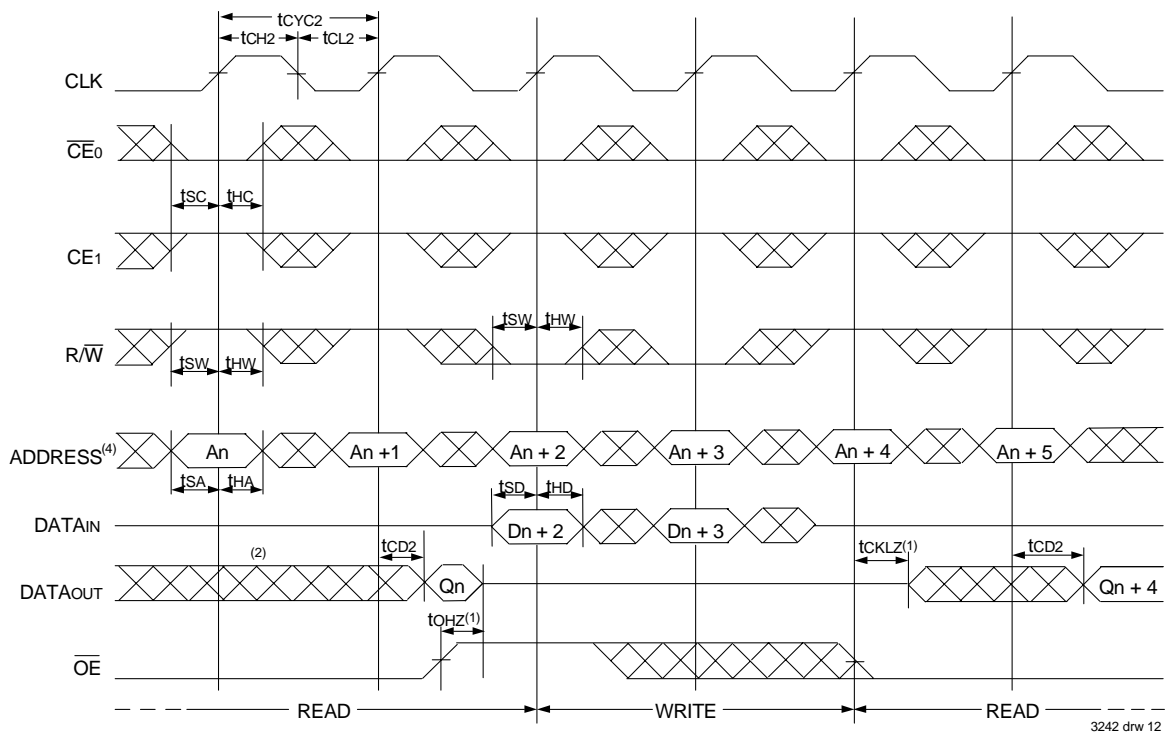 tCYC2
tCH2 tCL2
CLK
CE0
tSC tHC
CE1
tSW tHW
R/W
tSW tHW
ADDRESS(4) An An +1 An + 2 An + 3 An + 4 An + 5
tSA tHA tSD tHD
DATAIN Dn + 2 Dn + 3
tCD2 tCKLZ(1) tCD2
(2)
DATAOUT Qn Qn + 4
tOHZ(1)
OE
READ WRITE READ
3242 drw 12